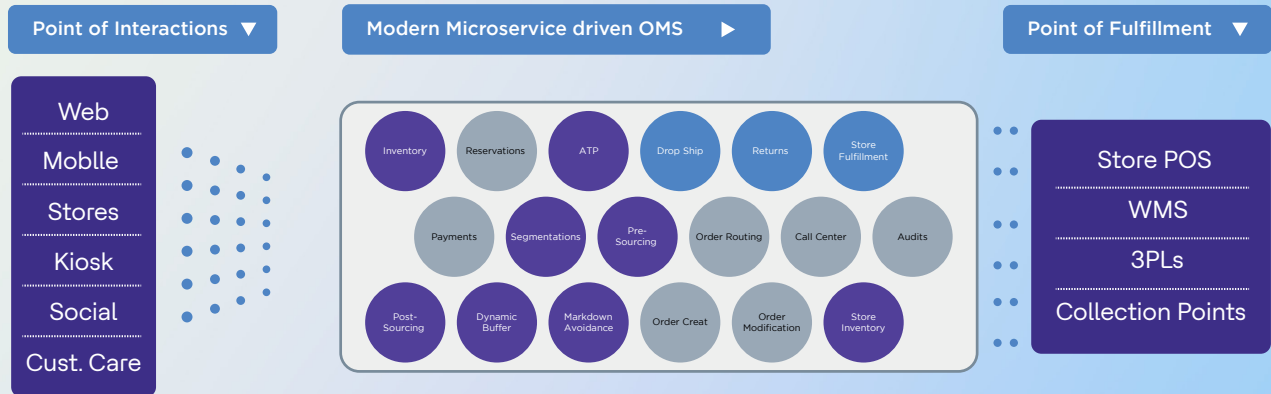 Point of Interactions
Modern Microservice driven OMS
Point of Fulfillment
Web
Moblle
Stores
Kiosk
Social
Cust. Care
Inventory
Reservations
ATP
Drop Ship
Returns
Store
Fulfillment
Payments
Segmentations
Pre-
Sourcing
Order Routing
Call Center
Audits
Post-
Sourcing
Dynamic
Buffer
Markdown
Avoidance
Order Creat
Order
Modification
Store
Inventory
Store POS
WMS
3PLs
Collection Points